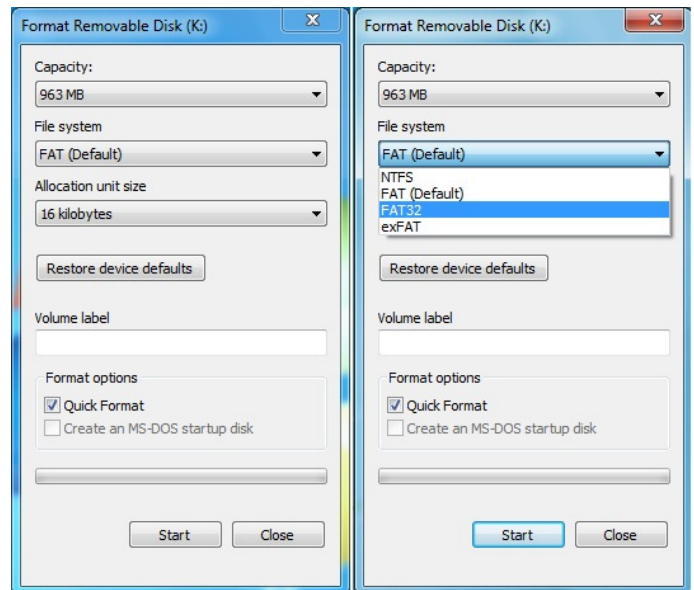 Format Removable Disk (K:)
Capacity:
963 MB
File system
FAT (Default)
Allocation unit size
16 kilobytes
Restore device defaults
Volume label
Format options
Quick Format
Create an MS-DOS startup disk
Start
Close
Format Removable Disk (K:)
Capacity:
963 MB
File system
FAT (Default)
NTFS
FAT (Default)
FAT32
exFAT
Restore device defaults
Volume label
Format options
Quick Format
Create an MS-DOS startup disk
Start
Close